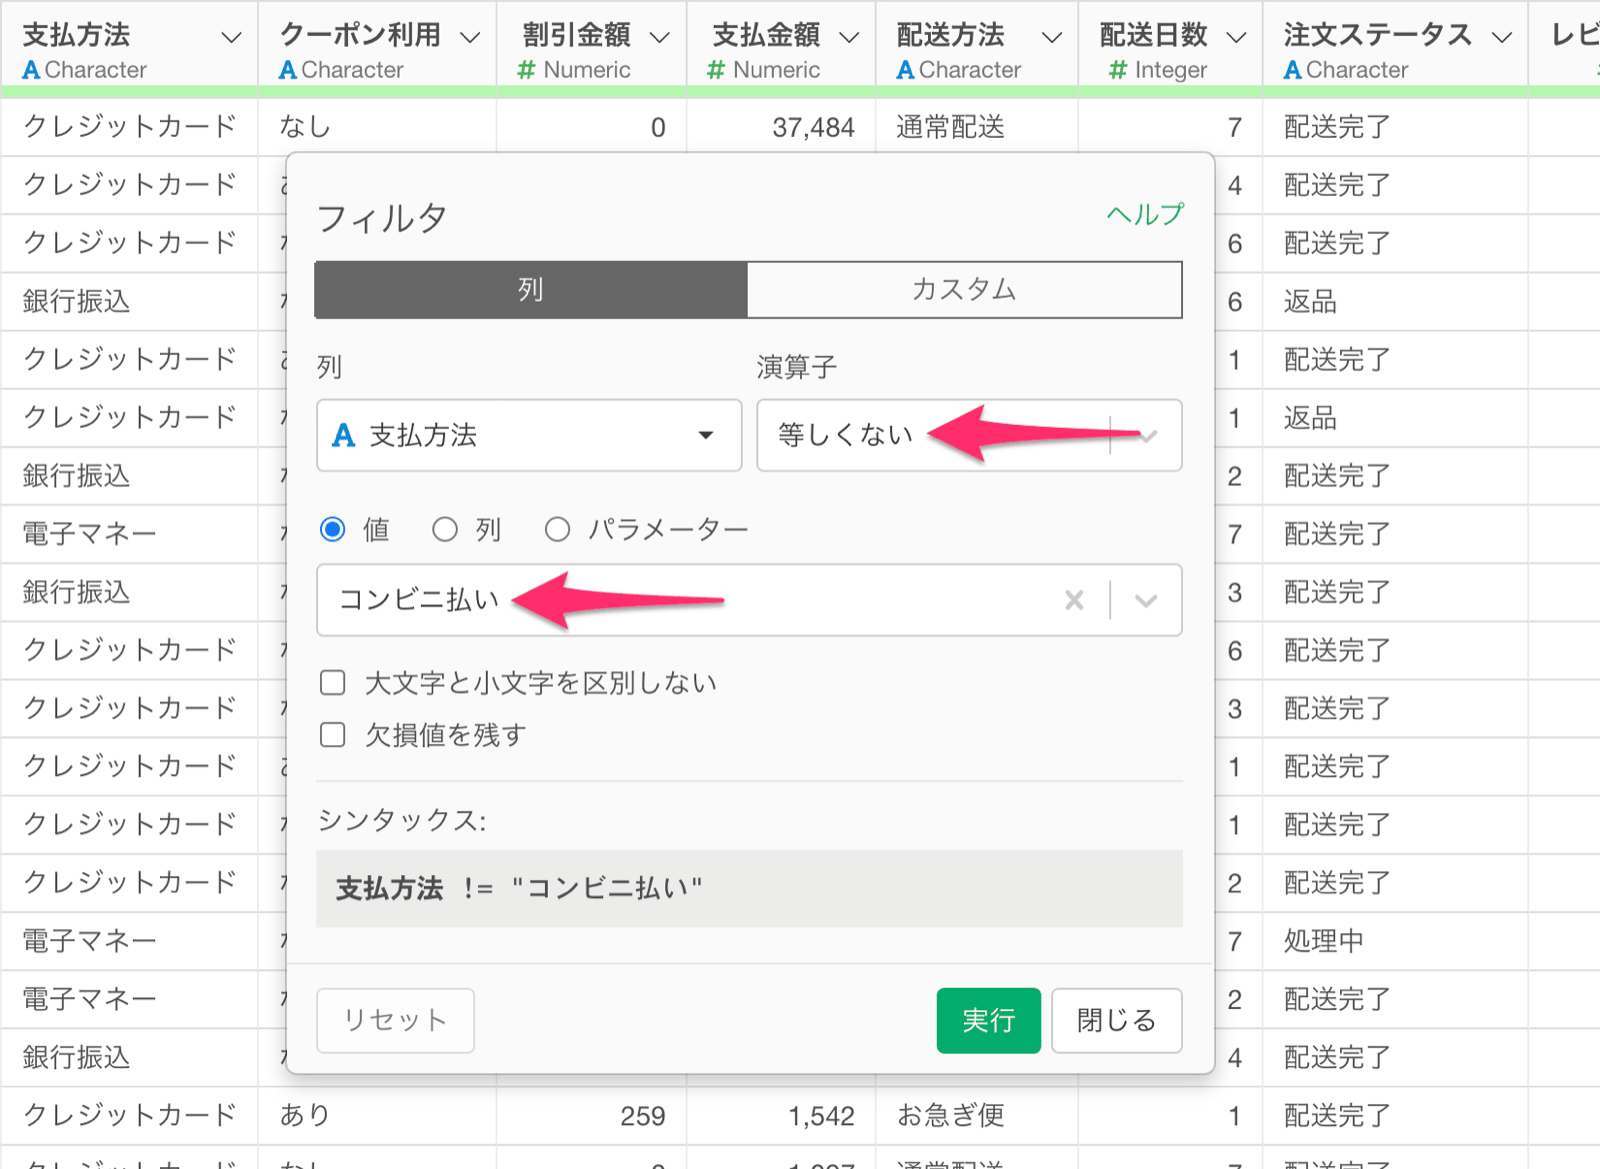 支払方法 クーポン利用 割引金額 支払金額 配送方法 配送日数 注文ステータス レビ
A Character A Character # Numeric # Numeric A Character # Integer A Character
クレジットカード なし 0 37,484 通常配送 7 配送完了
クレジットカード 4 配送完了
フィルタ ヘルプ
クレジットカード 6 配送完了
列 カスタム
銀行振込 6 返品
クレジットカード 1 配送完了
列 演算子
クレジットカード 1 返品
A 支払方法 等しくない
銀行振込 2 配送完了
電子マネー 7 配送完了
値 列 パラメーター
銀行振込 3 配送完了
コンビニ払い
クレジットカード 6 配送完了
大文字と小文字を区別しない
クレジットカード 3 配送完了
欠損値を残す
クレジットカード 1 配送完了
シンタックス:
クレジットカード 1 配送完了
クレジットカード 2 配送完了
支払方法 != "コンビニ払い"
電子マネー 7 処理中
電子マネー 2 配送完了
リセット 実行 閉じる
銀行振込 4 配送完了
クレジットカード あり 259 1,542 お急ぎ便 1 配送完了